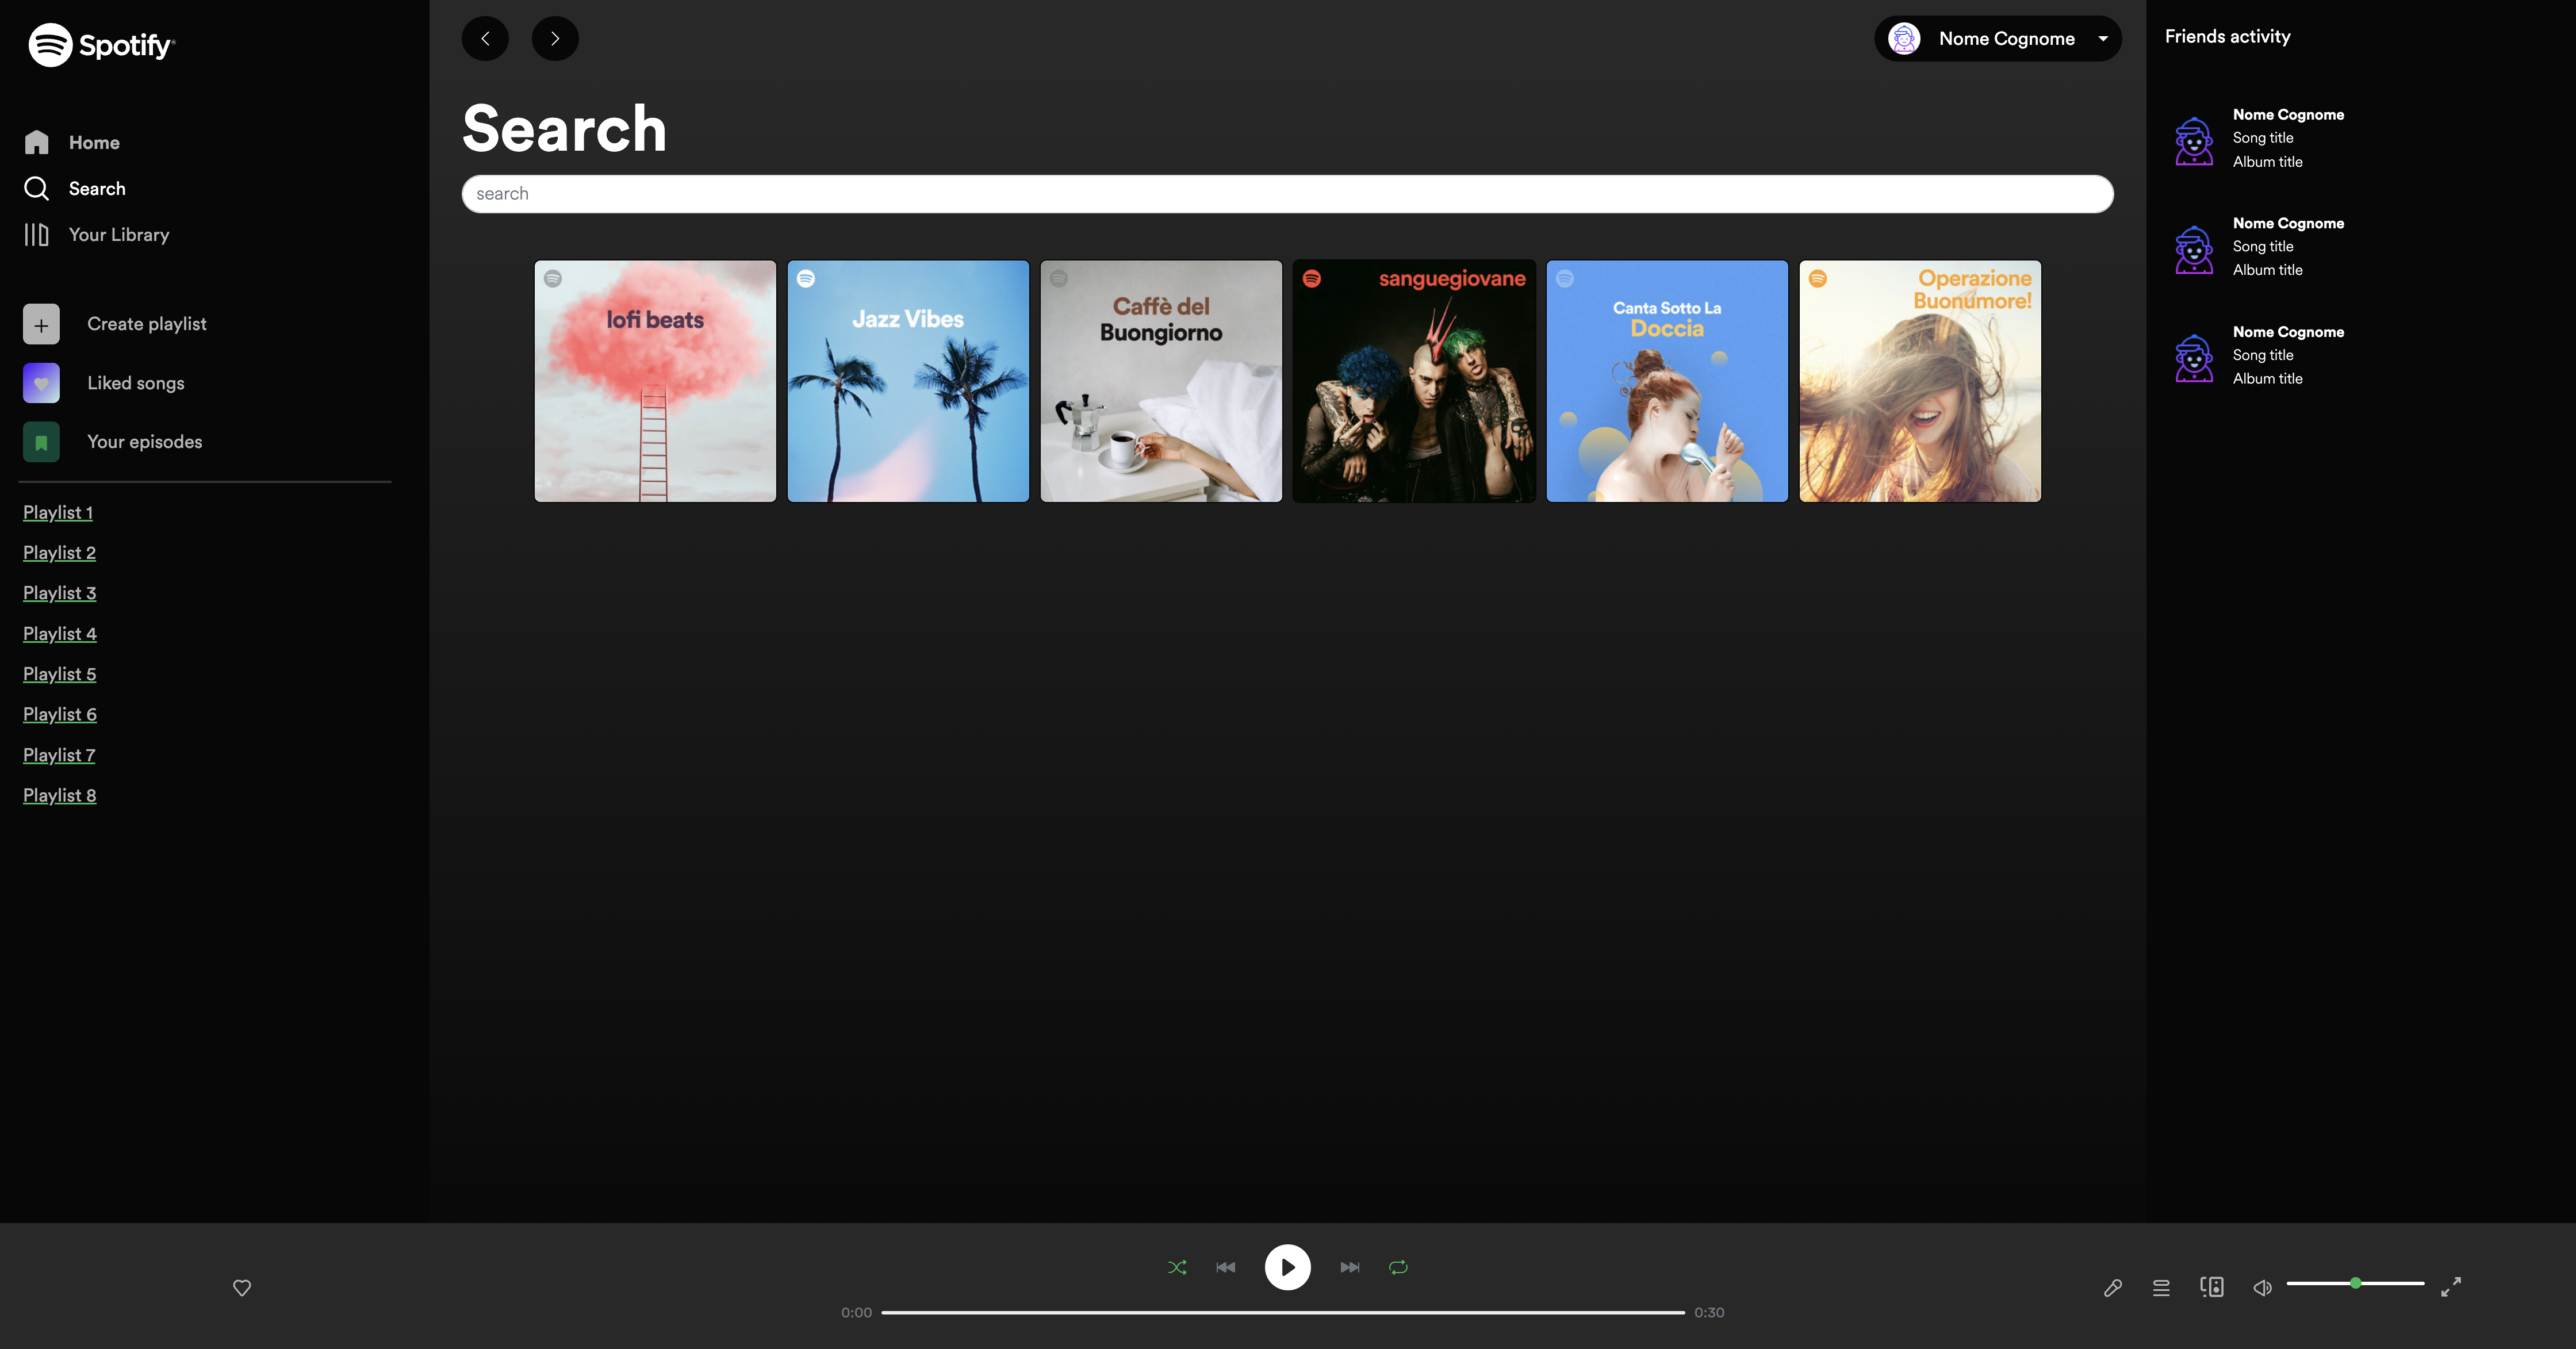 Spotify®
Home
Search
Your Library
Create playlist
Liked songs
Your episodes
Playlist 1
Playlist 2
Playlist 3
Playlist 4
Playlist 5
Playlist 6
Playlist 7
Playlist 8
Nome Cognome
Search
search
lofi beats
Jazz Vibes
Caffè del
Buongiorno
sanguegiovane
Canta Sotto La
Doccia
Operazione
Buonumore!
Friends activity
Nome Cognome
Song title
Album title
Nome Cognome
Song title
Album title
Nome Cognome
Song title
Album title
0:00
0:30